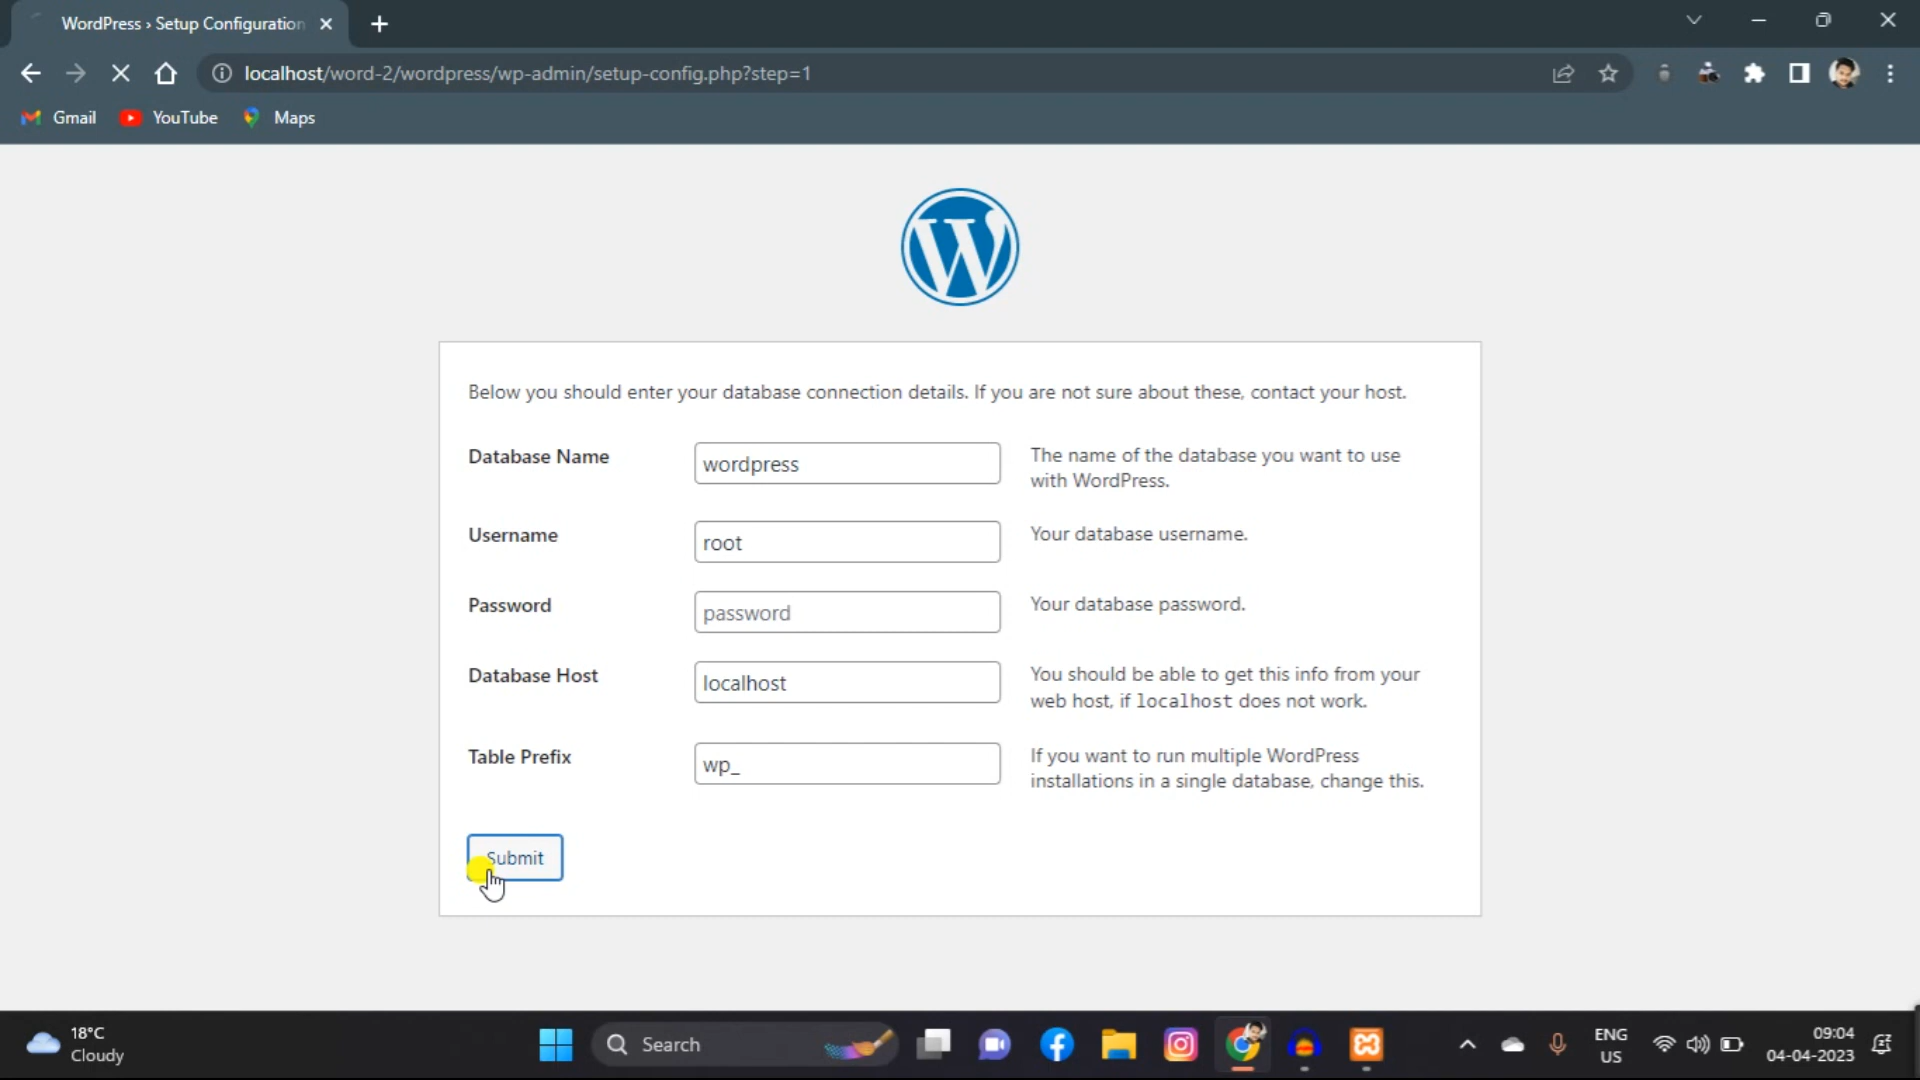 WordPress › Setup Configuration
localhost/word-2/wordpress/wp-admin/setup-config.php?step=1
Gmail YouTube Maps
Below you should enter your database connection details. If you are not sure about these, contact your host.
Database Name
wordpress
The name of the database you want to use
with WordPress.
Username
root
Your database username.
Password
password
Your database password.
Database Host
localhost
You should be able to get this info from your
web host, if localhost does not work.
Table Prefix
wp_
If you want to run multiple WordPress
installations in a single database, change this.
Submit
18°C
Cloudy
Search
ENG
US
09:04
04-04-2023